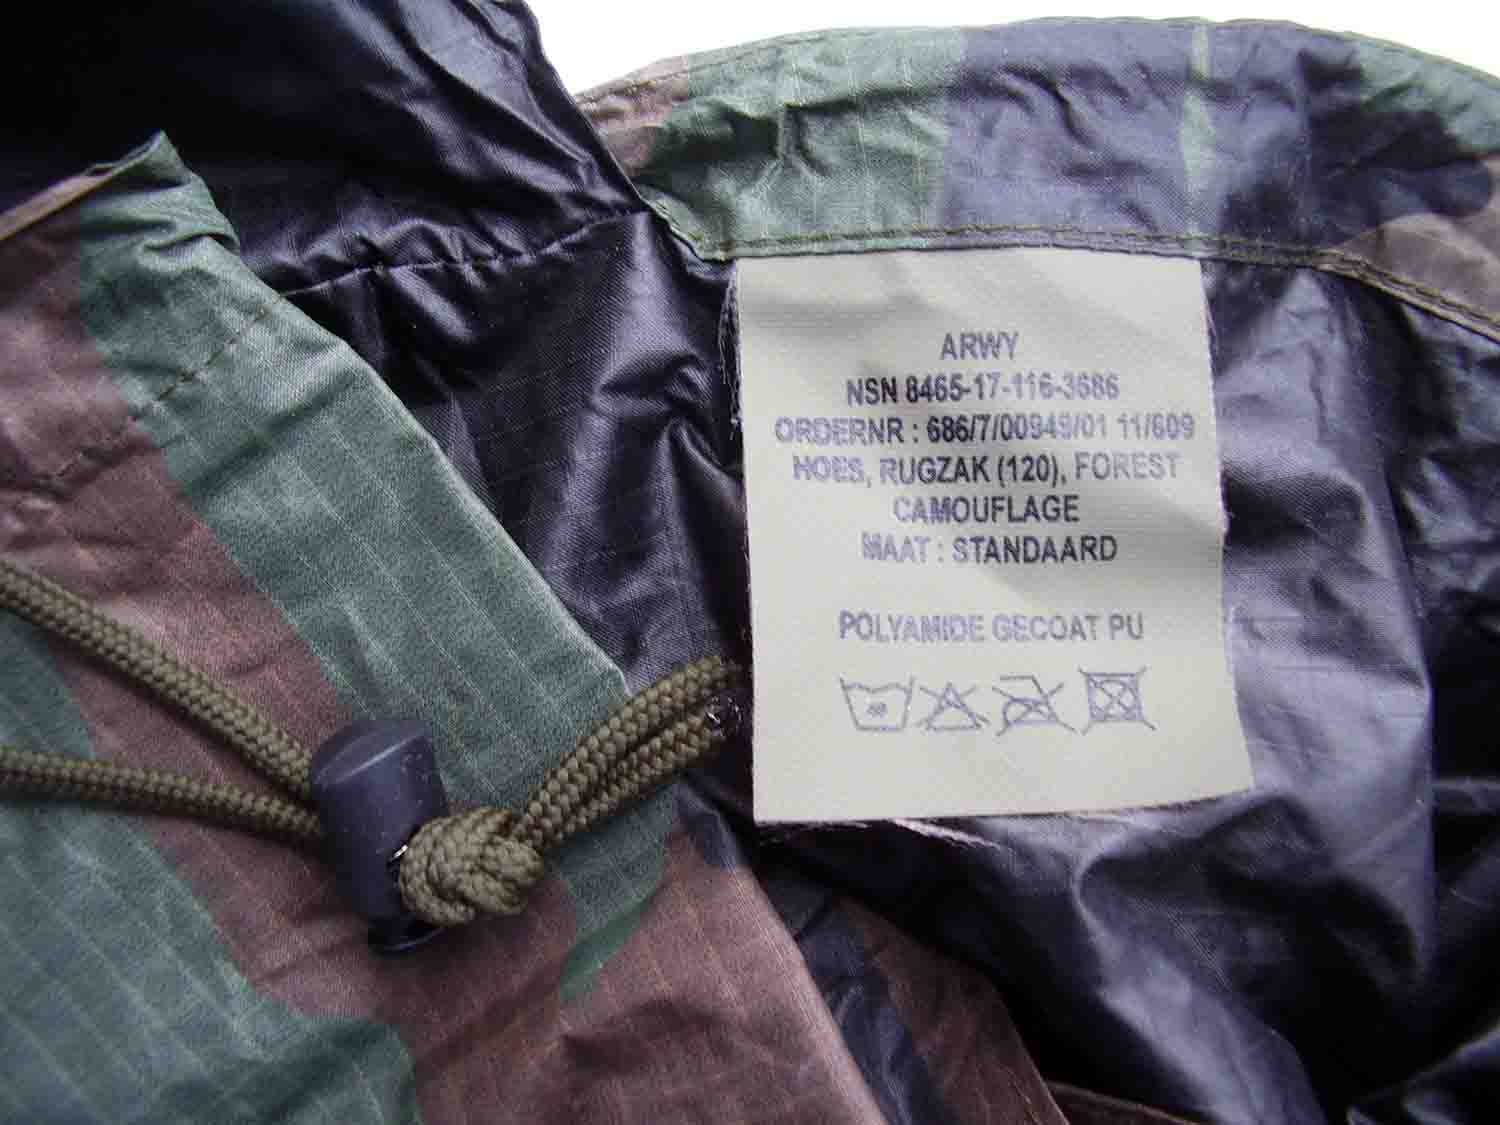 ARWY
NSN 8465-17-116-3686
ORDERNR : 686/7/00949/01 11/609
HOES, RUGZAK (120), FOREST
CAMOUFLAGE
MAAT : STANDAARD
POLYAMIDE GECOAT PU